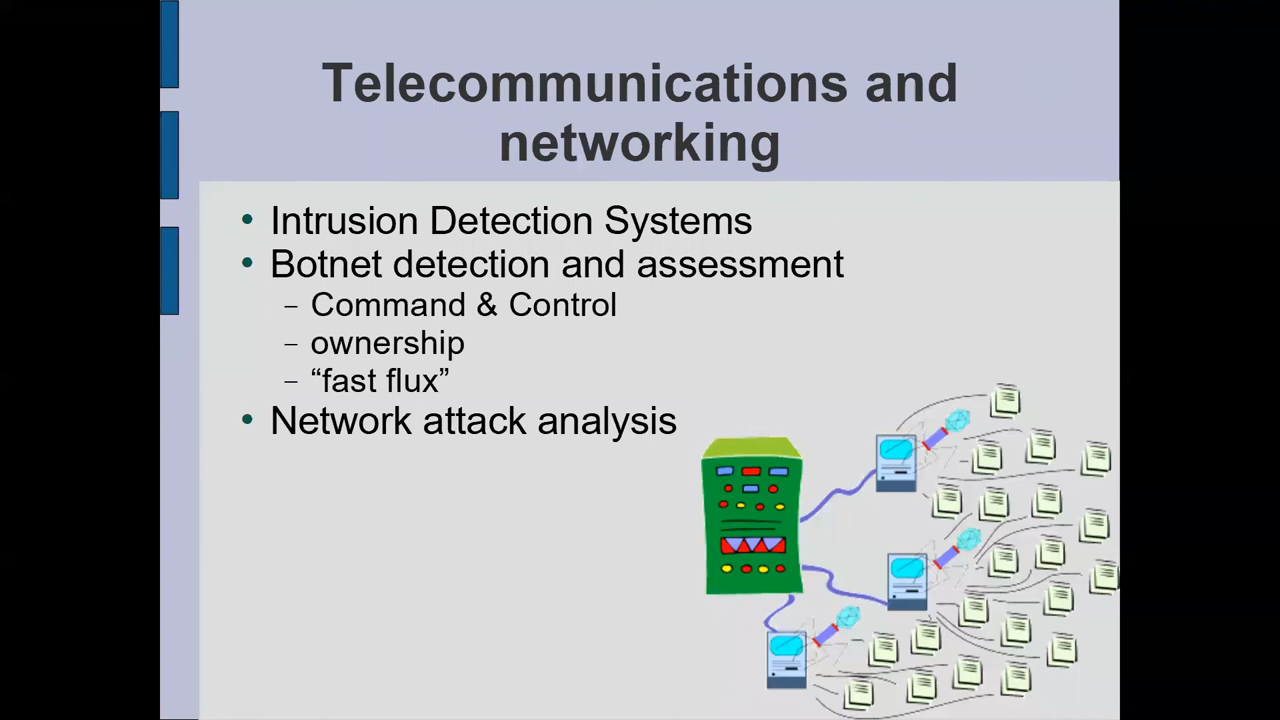 Telecommunications and
networking
• Intrusion Detection Systems
• Botnet detection and assessment
– Command & Control
– ownership
– “fast flux”
• Network attack analysis